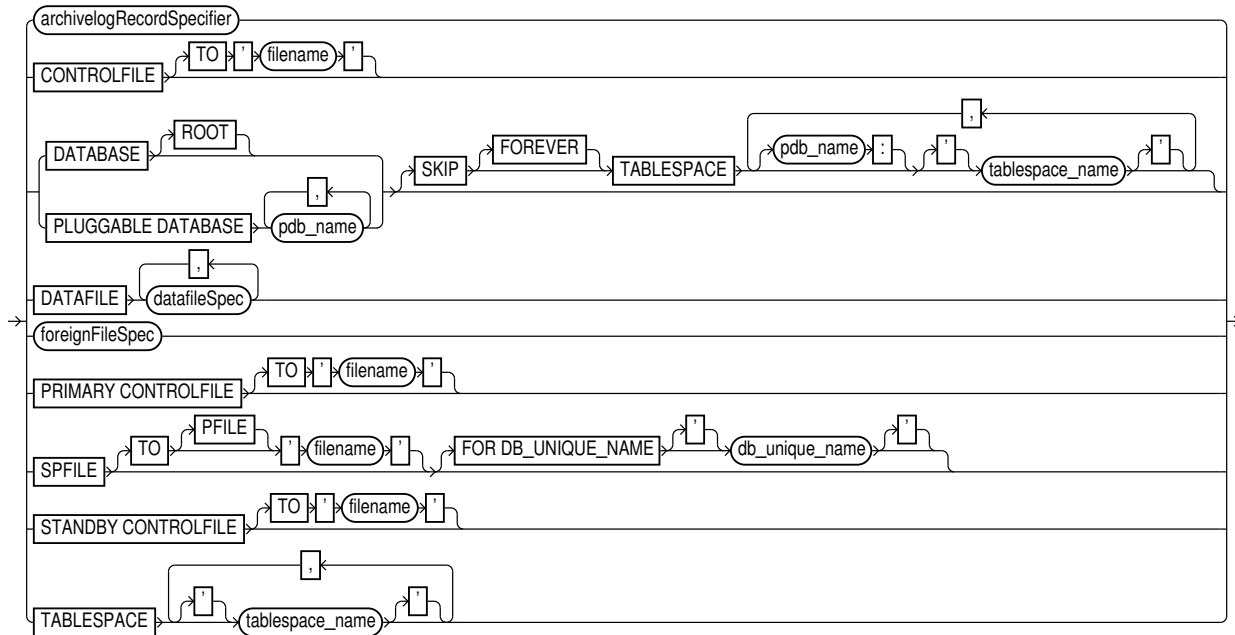 archivelogRecordSpecifier
TO ' filename '
CONTROLFILE
,
ROOT FOREVER pdb_name : ' '
DATABASE SKIP TABLESPACE tablespace_name
,
PLUGGABLE DATABASE pdb_name
,
DATAFILE datafileSpec
foreignFileSpec
TO ' filename '
PRIMARY CONTROLFILE
PFILE ' '
TO ' filename ' FOR DB_UNIQUE_NAME db_unique_name
SPFILE
TO ' filename '
STANDBY CONTROLFILE
,
' '
TABLESPACE tablespace_name